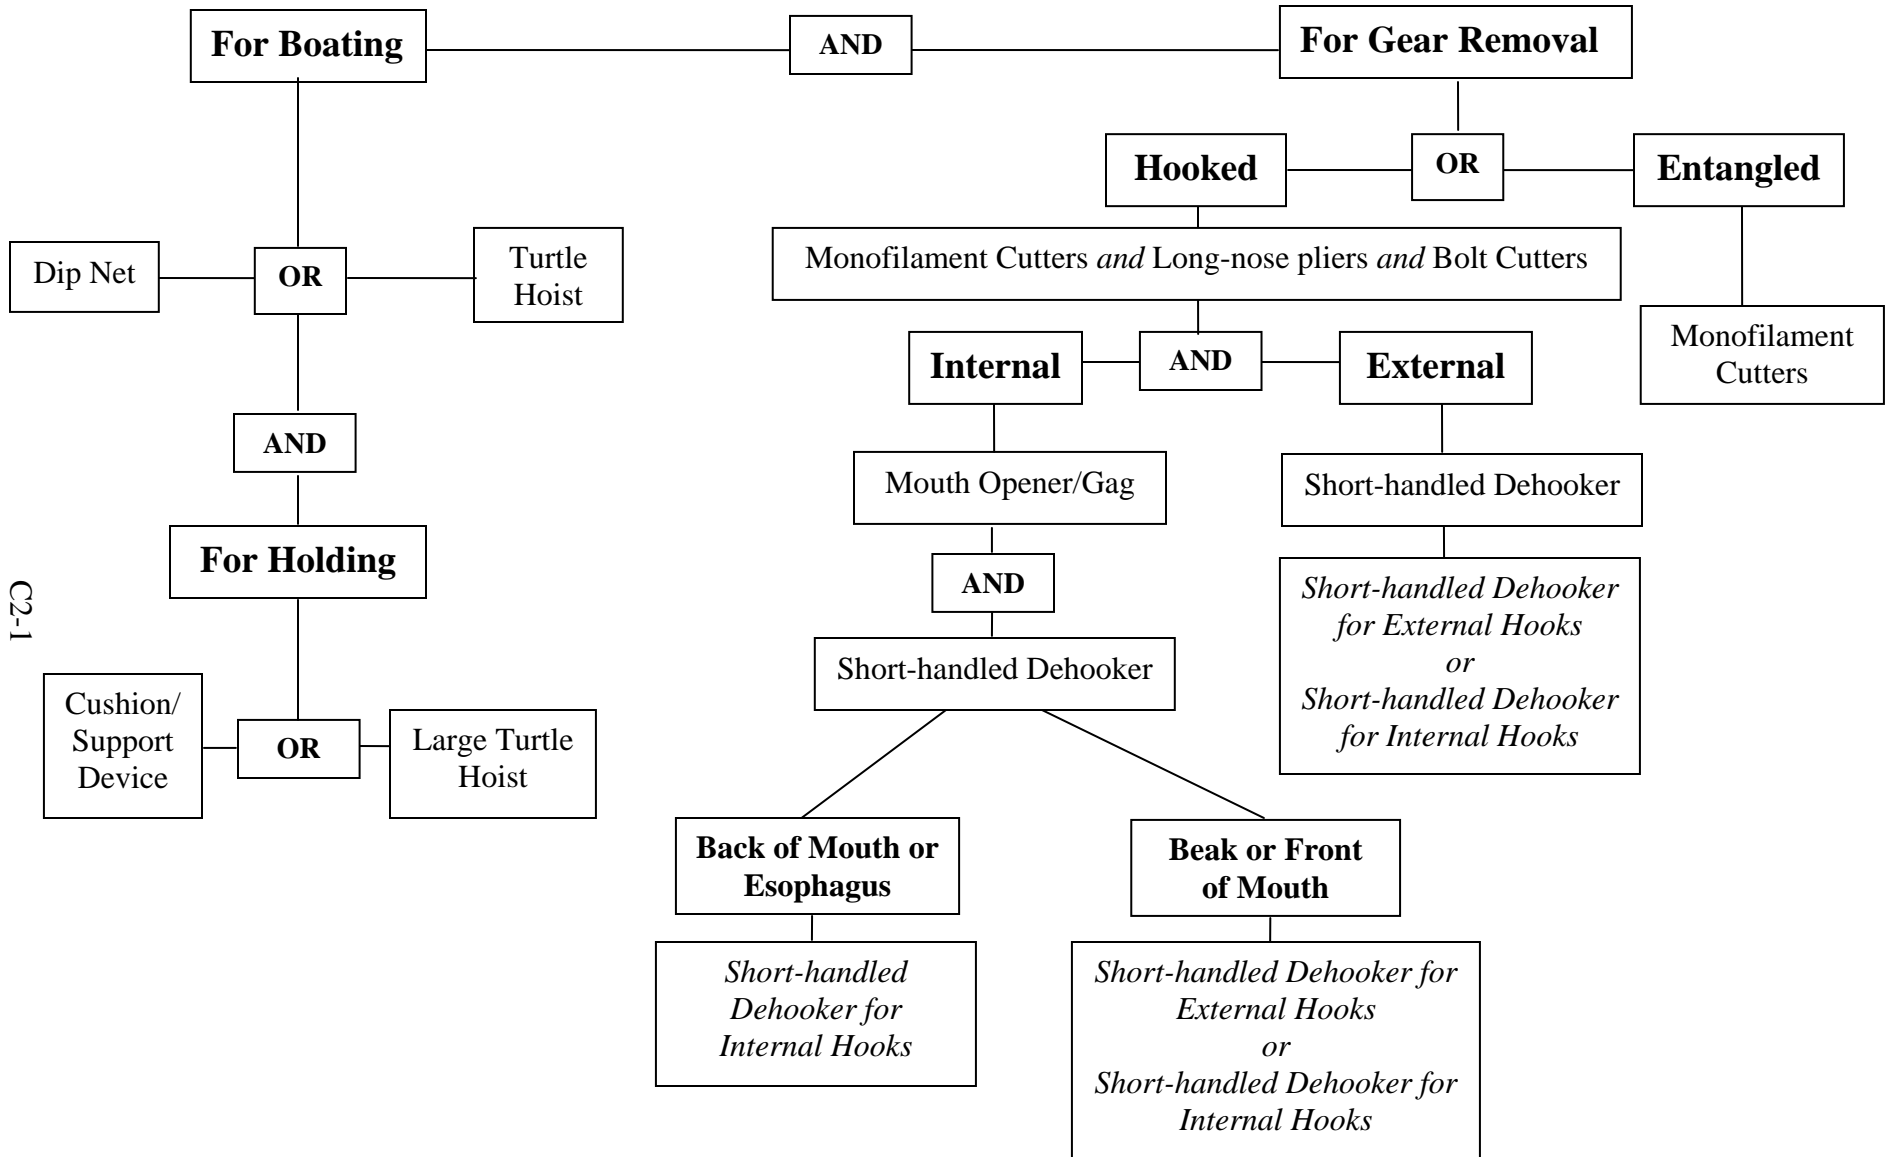 For Boating
AND
For Gear Removal
Hooked
OR
Entangled
Dip Net
OR
Turtle
Hoist
Monofilament Cutters and Long-nose pliers and Bolt Cutters
Monofilament
Cutters
Internal
AND
External
AND
Mouth Opener/Gag
Short-handled Dehooker
For Holding
AND
Short-handled Dehooker
for External Hooks
or
Short-handled Dehooker
for Internal Hooks
C2-1
Short-handled Dehooker
Cushion/
Support
Device
OR
Large Turtle
Hoist
Back of Mouth or
Esophagus
Beak or Front
of Mouth
Short-handled
Dehooker for
Internal Hooks
Short-handled Dehooker for
External Hooks
or
Short-handled Dehooker for
Internal Hooks